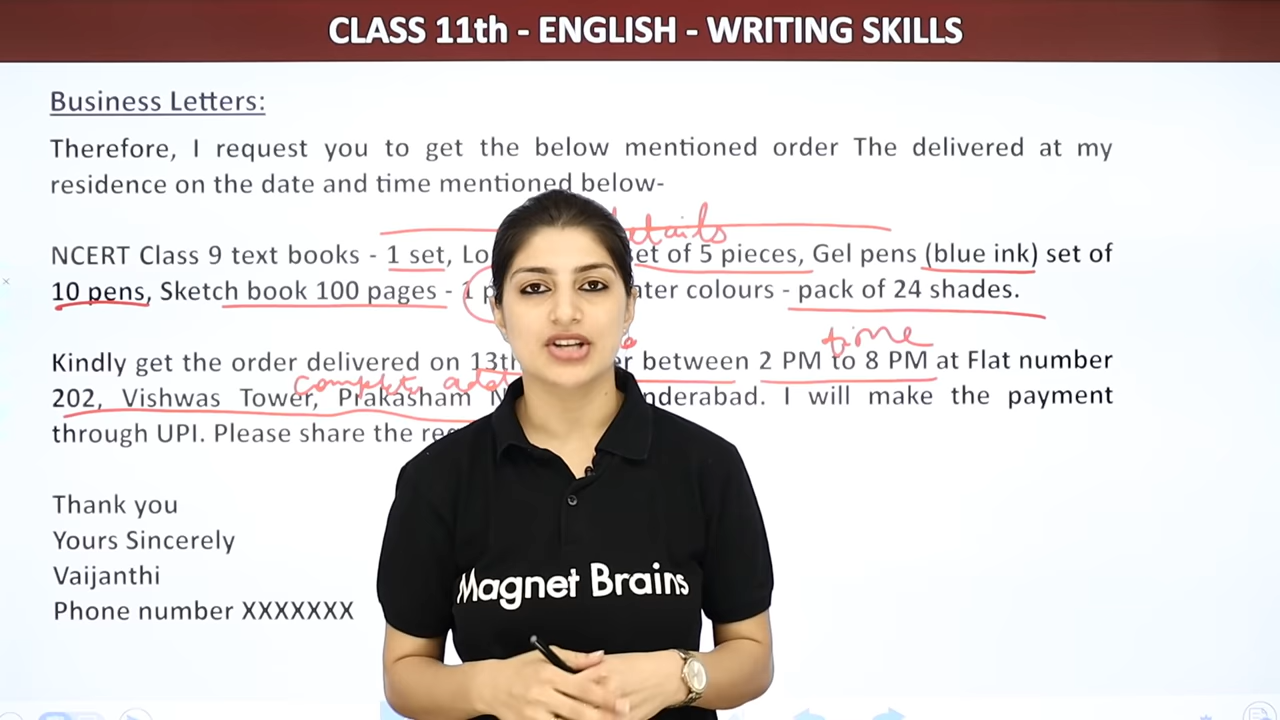 CLASS 11th - ENGLISH - WRITING SKILLS
Business Letters:
Therefore, I request you to get the below mentioned order The delivered at my
residence on the date and time mentioned below-
details
NCERT Class 9 text books - 1 set, set of 5 pieces, Gel pens (blue ink) set of
10 pens, Sketch book 100 pages - 1 colours - pack of 24 shades.
time
Kindly get the order delivered on 13th between 2 PM to 8 PM at Flat number
complete
202, Vishwas Tower, Prakasham I will make the payment
through UPI. Please share the
Thank you
Yours Sincerely
Vaijanthi
Phone number XXXXXXX
Magnet Brains